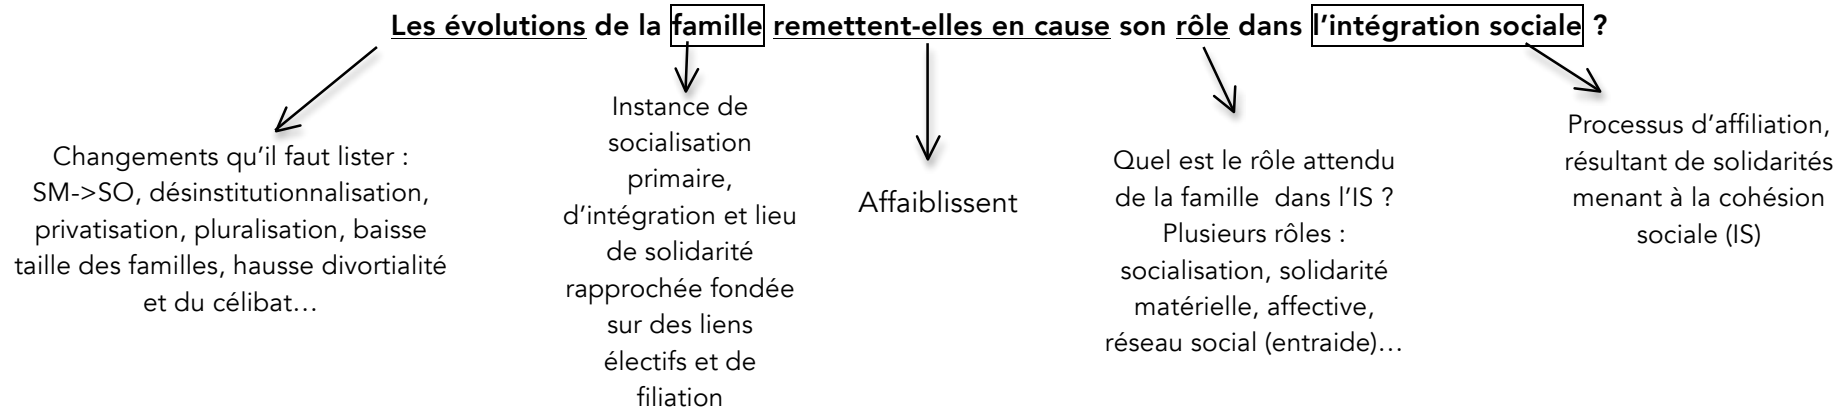 Les évolutions de la famille remettent-elles en cause son rôle dans l’intégration sociale ?
Changements qu’il faut lister :
SM->SO, désinstitutionnalisation,
privatisation, pluralisation, baisse
taille des familles, hausse divortialité
et du célibat…
Instance de
socialisation
primaire,
d’intégration et lieu
de solidarité
rapprochée fondée
sur des liens
électifs et de
filiation
Affaiblissent
Quel est le rôle attendu
de la famille dans l’IS ?
Plusieurs rôles :
socialisation, solidarité
matérielle, affective,
réseau social (entraide)…
Processus d’affiliation,
résultant de solidarités
menant à la cohésion
sociale (IS)